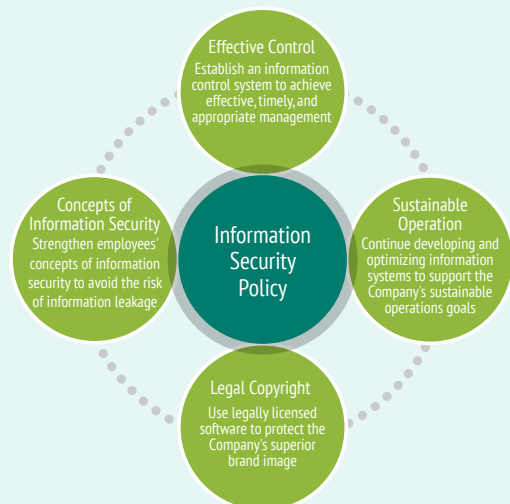 Effective Control
Establish an information
control system to achieve
effective, timely, and
appropriate management
Concepts of
Information Security
Strengthen employees'
concepts of information
security to avoid the risk
of information leakage
Information
Security
Policy
Sustainable
Operation
Continue developing and
optimizing information
systems to support the
Company's sustainable
operations goals
Legal Copyright
Use legally licensed
software to protect the
Company's superior
brand image